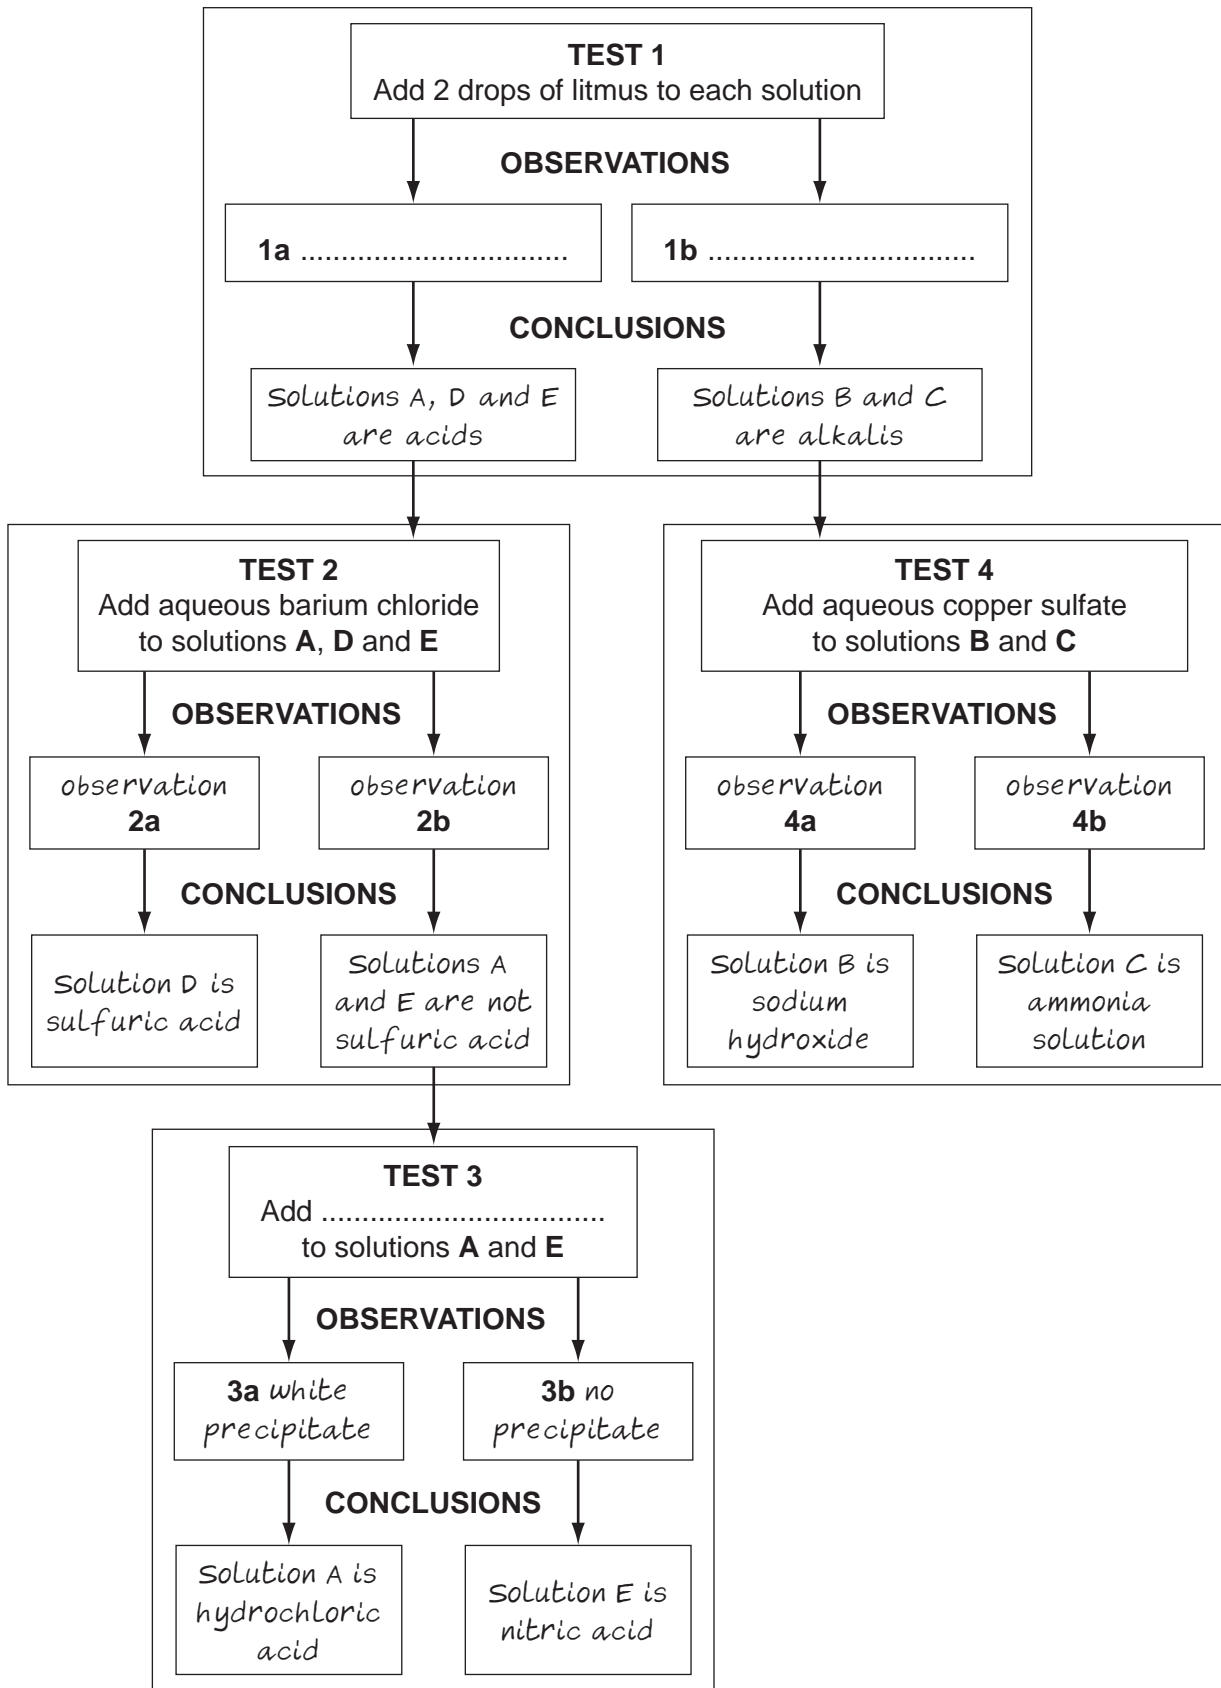 TEST 1
Add 2 drops of litmus to each solution
OBSERVATIONS
1a .................................
1b .................................
CONCLUSIONS
Solutions A, D and E
are acids
Solutions B and C
are alkalis
TEST 2
Add aqueous barium chloride
to solutions A, D and E
OBSERVATIONS
observation
2a
observation
2b
CONCLUSIONS
Solution D is
sulfuric acid
Solutions A
and E are not
sulfuric acid
TEST 4
Add aqueous copper sulfate
to solutions B and C
OBSERVATIONS
observation
4a
observation
4b
CONCLUSIONS
Solution B is
sodium
hydroxide
Solution C is
ammonia
solution
TEST 3
Add ...................................
to solutions A and E
OBSERVATIONS
3a white
precipitate
3b no
precipitate
CONCLUSIONS
Solution A is
hydrochloric
acid
Solution E is
nitric acid